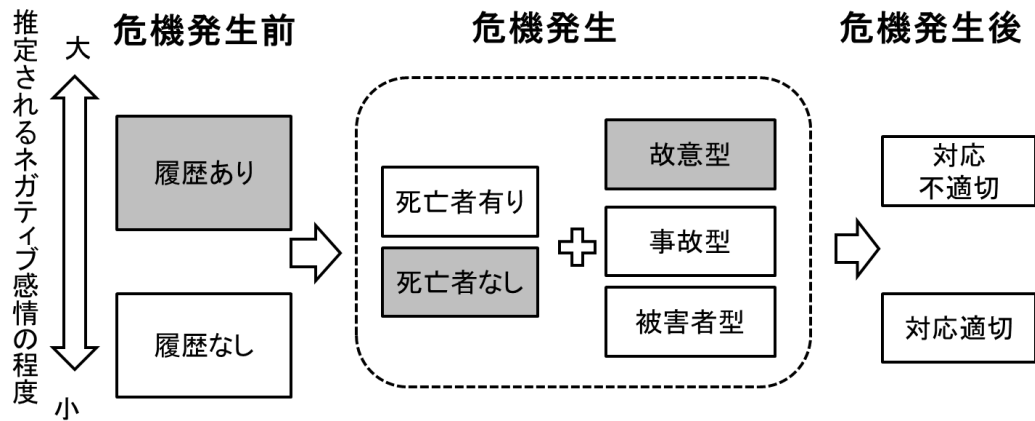 推定されるネガティブ感情の程度
大
小
危機発生前
履歴あり
履歴なし
危機発生
死亡者有り
死亡者なし
故意型
事故型
被害者型
危機発生後
対応
不適切
対応適切